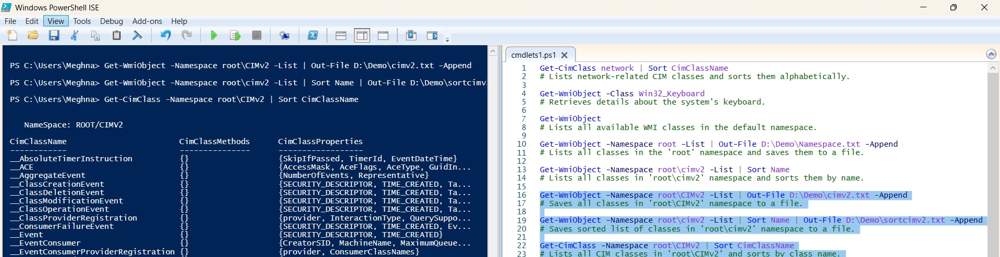 Windows PowerShell ISE
File Edit View Tools Debug Add-ons Help
PS C:\Users\Meghna> Get-WmiObject -Namespace root\CIMv2 -List | Out-File D:\Demo\cimv2.txt -Append
PS C:\Users\Meghna> Get-WmiObject -Namespace root\cimv2 -List | Sort Name | Out-File D:\Demo\sortcimv
PS C:\Users\Meghna> Get-CimClass -Namespace root\CIMv2 | Sort CimClassName
NameSpace: ROOT/CIMV2
CimClassName CimClassMethods CimClassProperties
------------ --------------- ------------------
__AbsoluteTimerInstruction {} {SkipIfPassed, TimerId, EventDateTime}
__ACE {} {AccessMask, AceFlags, AceType, GuidIn...
__AggregateEvent {} {NumberOfEvents, Representative}
__ClassCreationEvent {} {SECURITY_DESCRIPTOR, TIME_CREATED, Ta...
__ClassDeletionEvent {} {SECURITY_DESCRIPTOR, TIME_CREATED, Ta...
__ClassModificationEvent {} {SECURITY_DESCRIPTOR, TIME_CREATED, Ta...
__ClassOperationEvent {} {SECURITY_DESCRIPTOR, TIME_CREATED, Ta...
__ClassProviderRegistration {} {provider, InteractionType, QuerySuppo...
__ConsumerFailureEvent {} {SECURITY_DESCRIPTOR, TIME_CREATED, Ev...
__Event {} {SECURITY_DESCRIPTOR, TIME_CREATED}
__EventConsumer {} {CreatorSID, MachineName, MaximumQueue...
__EventConsumerProviderRegistration {} {provider, ConsumerClassNames}
cmdlets1.ps1
1 Get-CimClass network | Sort CimClassName
2 # Lists network-related CIM classes and sorts them alphabetically.
3
4 Get-WmiObject -Class Win32_Keyboard
5 # Retrieves details about the system's keyboard.
6
7 Get-WmiObject
8 # Lists all available WMI classes in the default namespace.
9
10 Get-WmiObject -Namespace root -List | Out-File D:\Demo\Namespace.txt -Append
11 # Lists all classes in the 'root' namespace and saves them to a file.
12
13 Get-WmiObject -Namespace root\cimv2 -List | Sort Name
14 # Lists all classes in 'root\cimv2' namespace and sorts them by name.
15
16 Get-WmiObject -Namespace root\CIMv2 -List | Out-File D:\Demo\cimv2.txt -Append
17 # Saves all classes in 'root\CIMv2' namespace to a file.
18
19 Get-WmiObject -Namespace root\cimv2 -List | Sort Name | Out-File D:\Demo\sortcimv2.txt -Append
20 # Saves sorted list of classes in 'root\cimv2' namespace to a file.
21
22 Get-CimClass -Namespace root\CIMv2 | Sort CimClassName
23 # Lists all CIM classes in 'root\CIMv2' and sorts by class name.